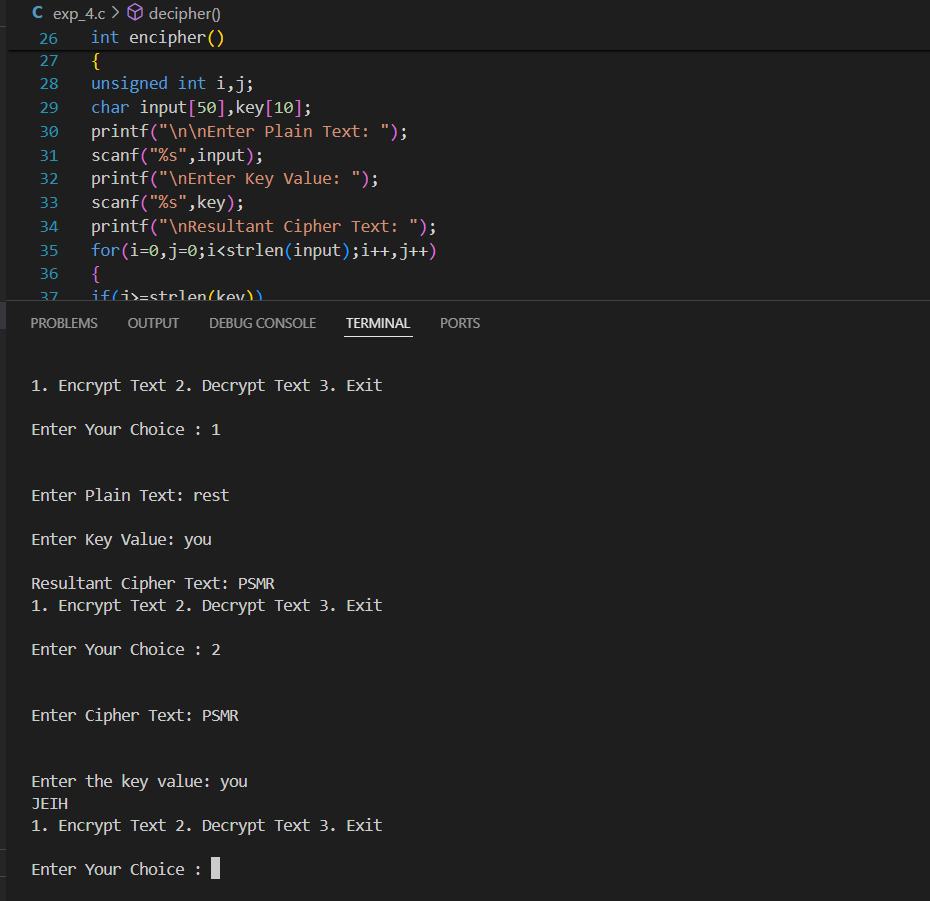 C exp_4.c > decipher()
26 int encipher()
27 {
28 unsigned int i,j;
29 char input[50],key[10];
30 printf("\n\nEnter Plain Text: ");
31 scanf("%s",input);
32 printf("\nEnter Key Value: ");
33 scanf("%s",key);
34 printf("\nResultant Cipher Text: ");
35 for(i=0,j=0;i<strlen(input);i++,j++)
36 {
37 if(j>=strlen(key))
PROBLEMS OUTPUT DEBUG CONSOLE TERMINAL PORTS
1. Encrypt Text 2. Decrypt Text 3. Exit
Enter Your Choice : 1
Enter Plain Text: rest
Enter Key Value: you
Resultant Cipher Text: PSMR
1. Encrypt Text 2. Decrypt Text 3. Exit
Enter Your Choice : 2
Enter Cipher Text: PSMR
Enter the key value: you
JEIH
1. Encrypt Text 2. Decrypt Text 3. Exit
Enter Your Choice :